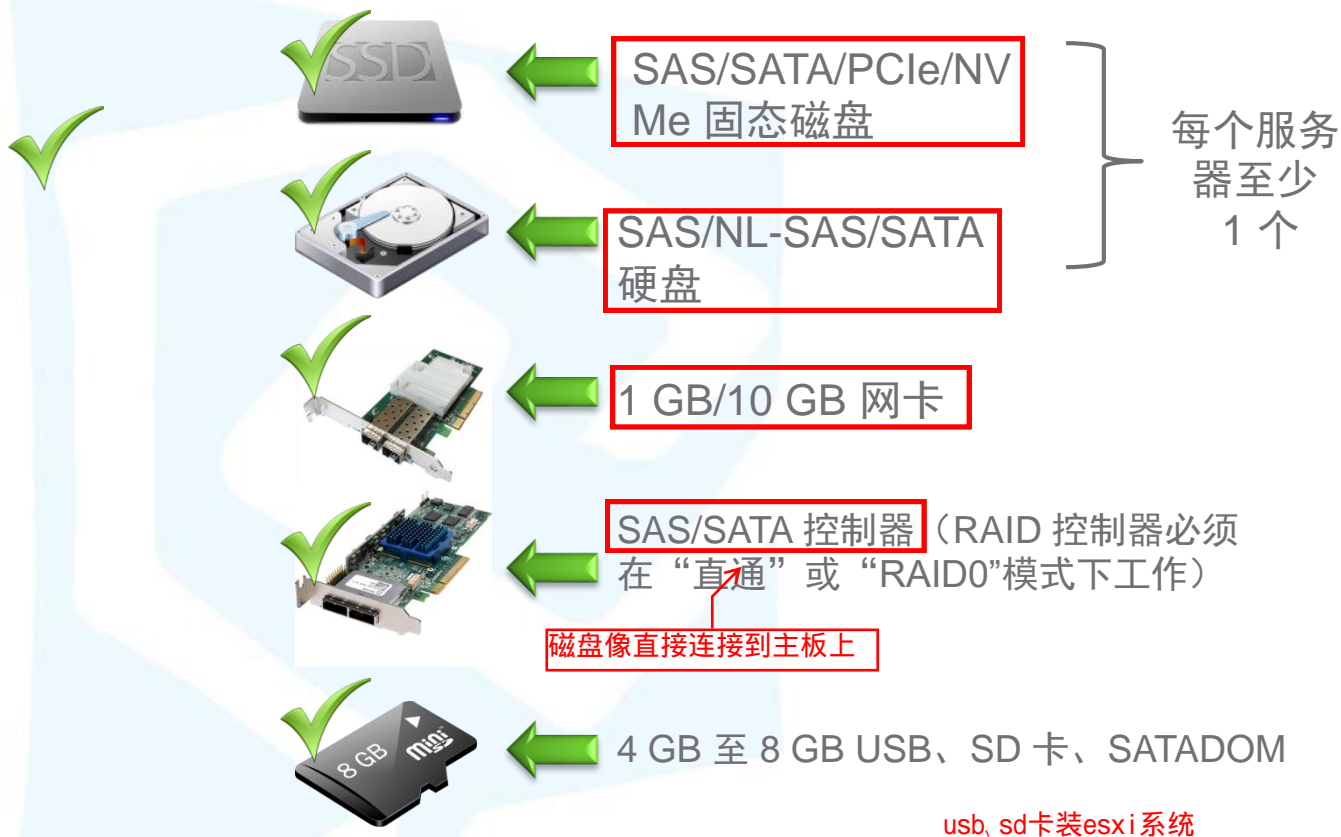 SSD
SAS/SATA/PCIe/NV
Me 固态磁盘
每个服务
器至少
1 个
SAS/NL-SAS/SATA
硬盘
1 GB/10 GB 网卡
SAS/SATA 控制器（RAID 控制器必须
在“直通”或“RAID0”模式下工作）
磁盘像直接连接到主板上
8 GB
Mini
SD
4 GB 至 8 GB USB、SD 卡、SATADOM
usb、sd卡装esxi系统